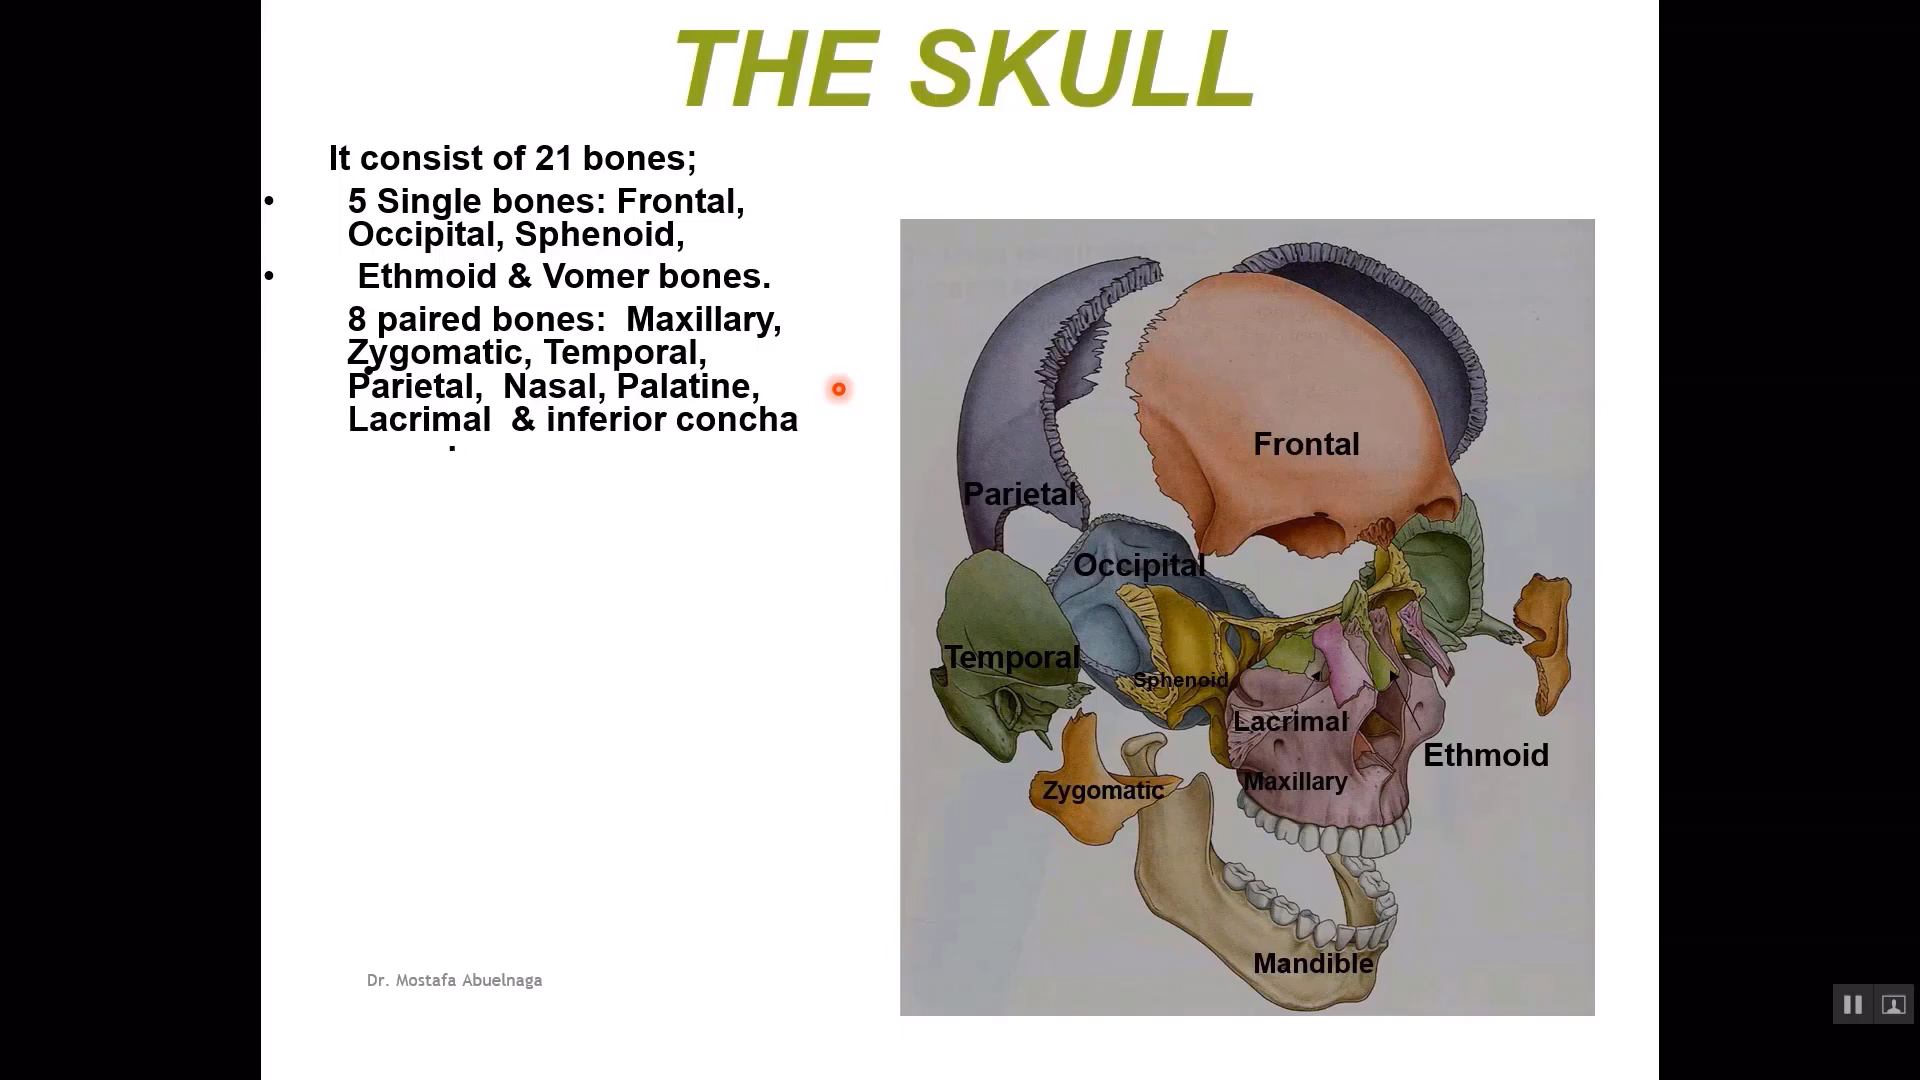 THE SKULL
It consist of 21 bones;
• 5 Single bones: Frontal,
Occipital, Sphenoid,
• Ethmoid & Vomer bones.
8 paired bones: Maxillary,
Zygomatic, Temporal,
Parietal, Nasal, Palatine,
Lacrimal & inferior concha
.
Frontal
Parietal
Occipital
Temporal
Sphenoid
Lacrimal
Ethmoid
Maxillary
Zygomatic
Mandible
Dr. Mostafa Abuelnaga